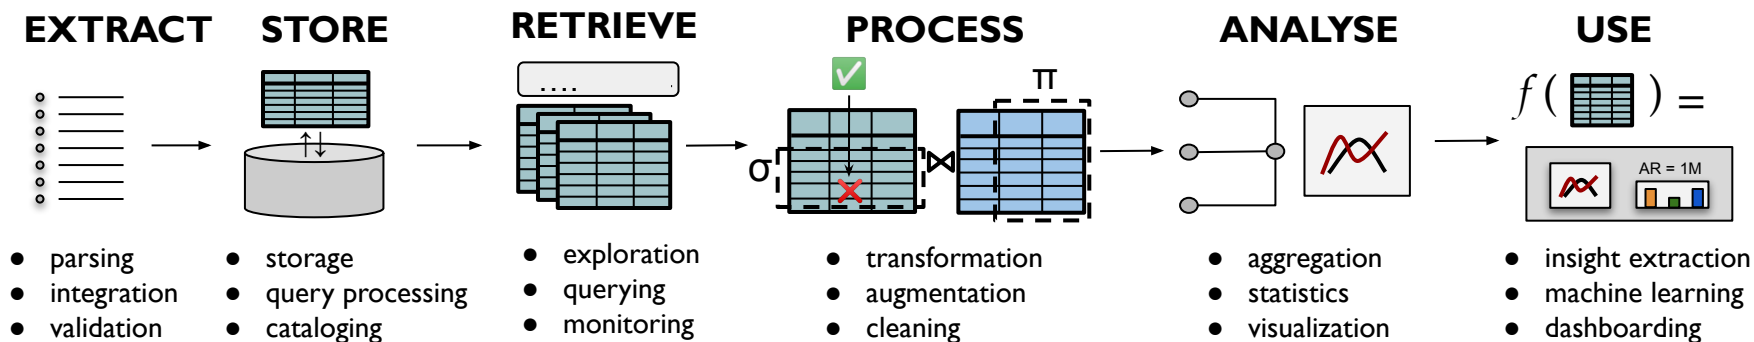 EXTRACT
● parsing
● integration
● validation
STORE
● storage
● query processing
● cataloging
RETRIEVE
....
● exploration
● querying
● monitoring
PROCESS
σ
⋈
π
● transformation
● augmentation
● cleaning
ANALYSE
● aggregation
● statistics
● visualization
USE
f ( ) =
AR = 1M
● insight extraction
● machine learning
● dashboarding